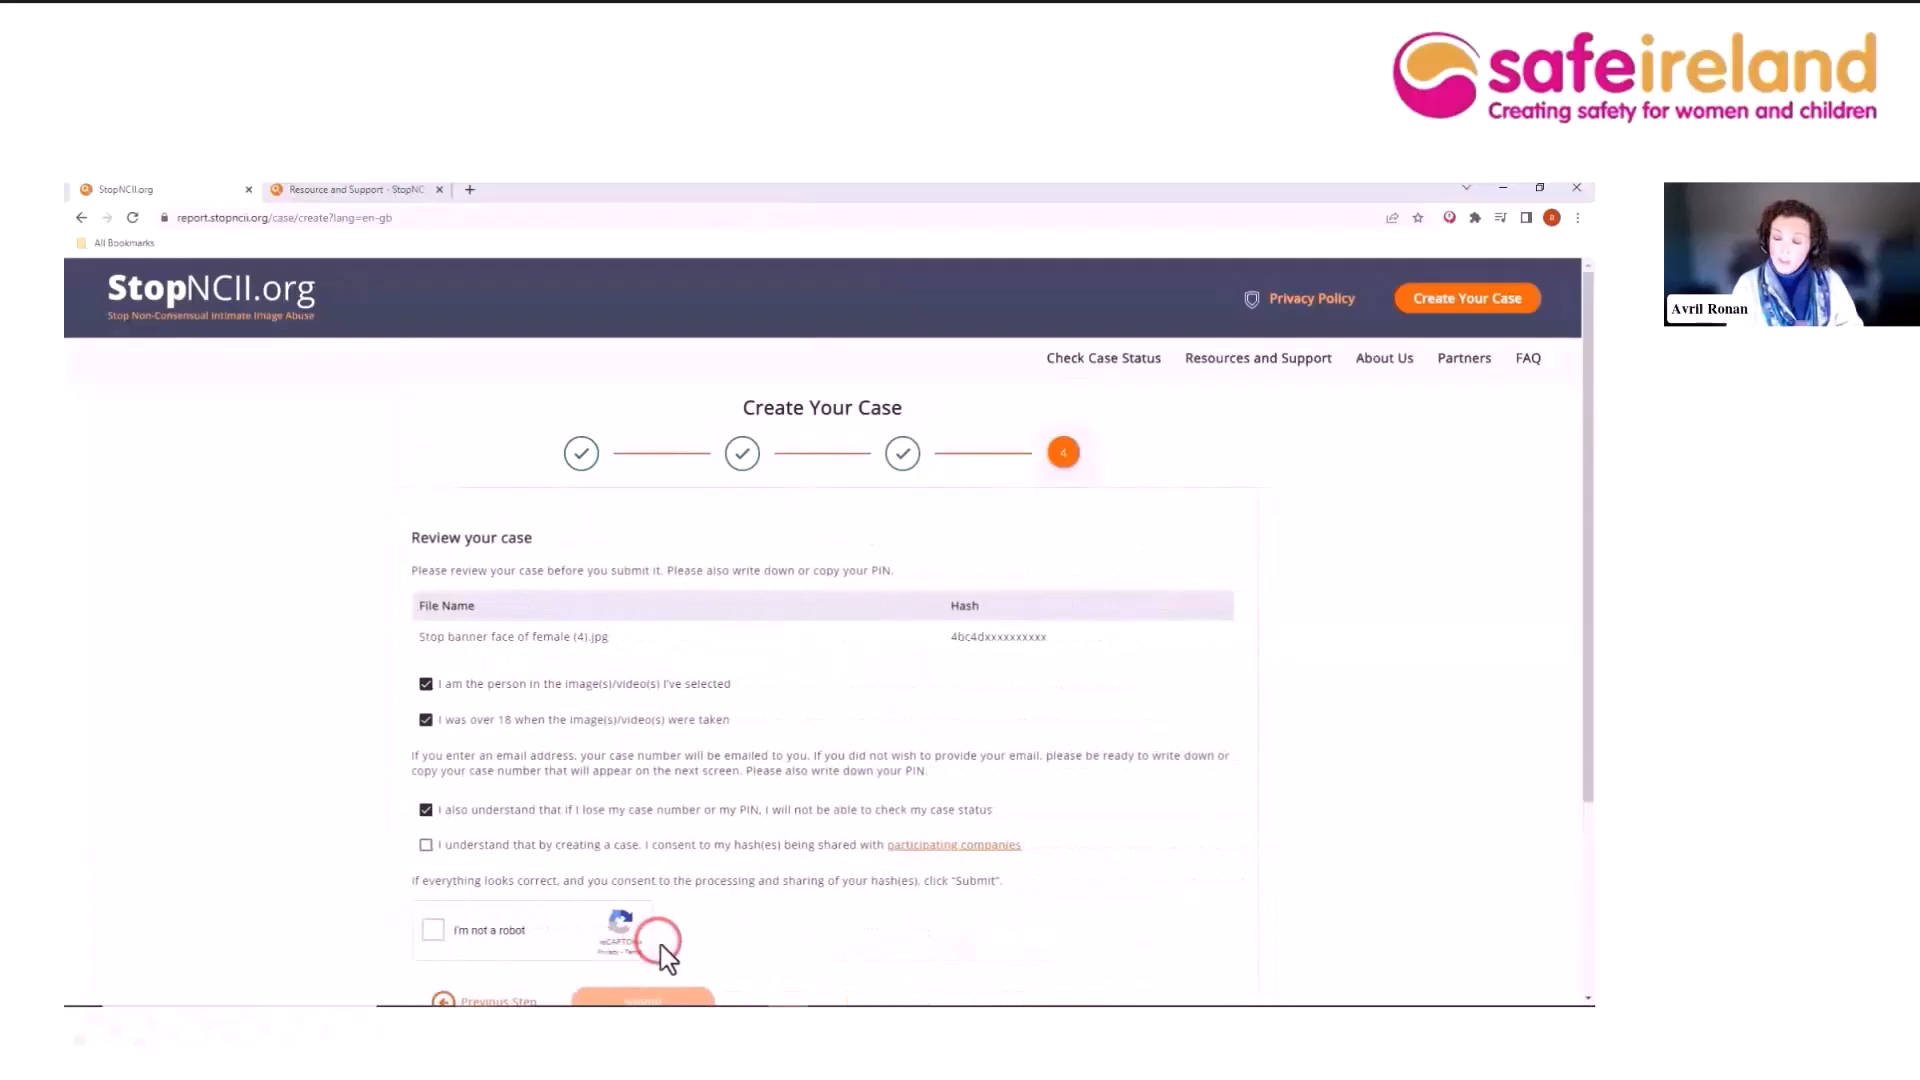 safeireland
Creating safety for women and children
StopNCII.org
Resource and Support - StopNC
report.stopncii.org/case/create?lang=en-gb
a
All Bookmarks
StopNCII.org
Stop Non-Consensual Intimate Image Abuse
Privacy Policy
Create Your Case
Avril Ronan
Check Case Status
Resources and Support
About Us
Partners
FAQ
Create Your Case
4
Review your case
Please review your case before you submit it. Please also write down or copy your PIN.
File Name
Hash
Stop banner face of female (4).jpg
4bc4dxxxxxxxxxx
I am the person in the image(s)/video(s) I've selected
I was over 18 when the image(s)/video(s) were taken
If you enter an email address, your case number will be emailed to you. If you did not wish to provide your email, please be ready to write down or
copy your case number that will appear on the next screen. Please also write down your PIN.
I also understand that if I lose my case number or my PIN, I will not be able to check my case status
I understand that by creating a case, I consent to my hash(es) being shared with participating companies
If everything looks correct, and you consent to the processing and sharing of your hash(es), click "Submit".
I'm not a robot
Previous Step